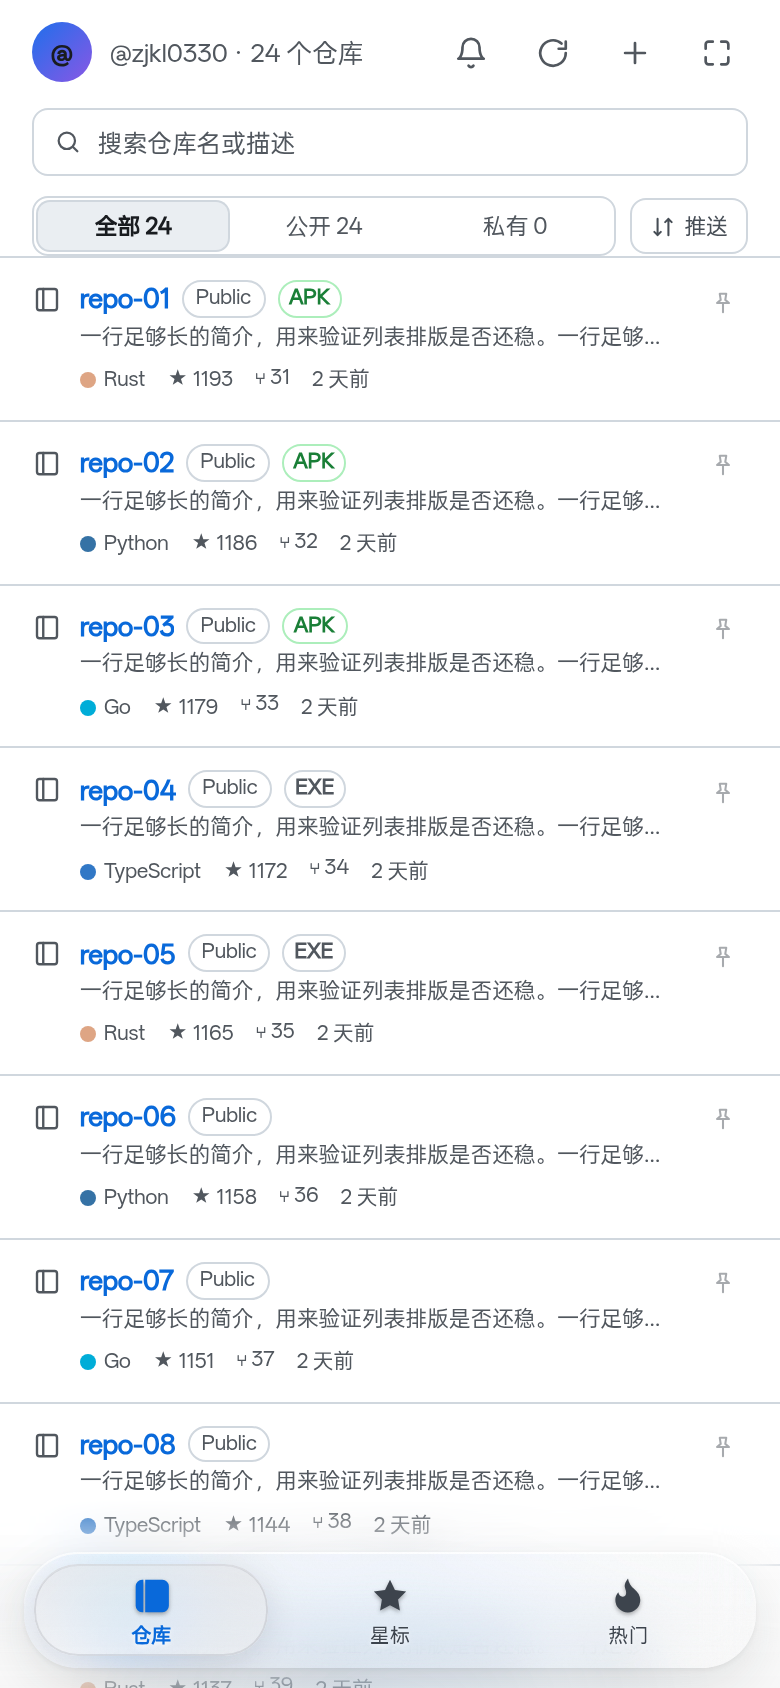 @ @zjkl0330 · 24 个仓库
搜索仓库名或描述
全部 24 公开 24 私有 0 推送
repo-01 Public APK
一行足够长的简介，用来验证列表排版是否还稳。一行足够...
Rust ★ 1193 31 2 天前
repo-02 Public APK
一行足够长的简介，用来验证列表排版是否还稳。一行足够...
Python ★ 1186 32 2 天前
repo-03 Public APK
一行足够长的简介，用来验证列表排版是否还稳。一行足够...
Go ★ 1179 33 2 天前
repo-04 Public EXE
一行足够长的简介，用来验证列表排版是否还稳。一行足够...
TypeScript ★ 1172 34 2 天前
repo-05 Public EXE
一行足够长的简介，用来验证列表排版是否还稳。一行足够...
Rust ★ 1165 35 2 天前
repo-06 Public
一行足够长的简介，用来验证列表排版是否还稳。一行足够...
Python ★ 1158 36 2 天前
repo-07 Public
一行足够长的简介，用来验证列表排版是否还稳。一行足够...
Go ★ 1151 37 2 天前
repo-08 Public
一行足够长的简介，用来验证列表排版是否还稳。一行足够...
TypeScript ★ 1144 38 2 天前
仓库 星标 热门
Rust ★ 1137 39 2 天前